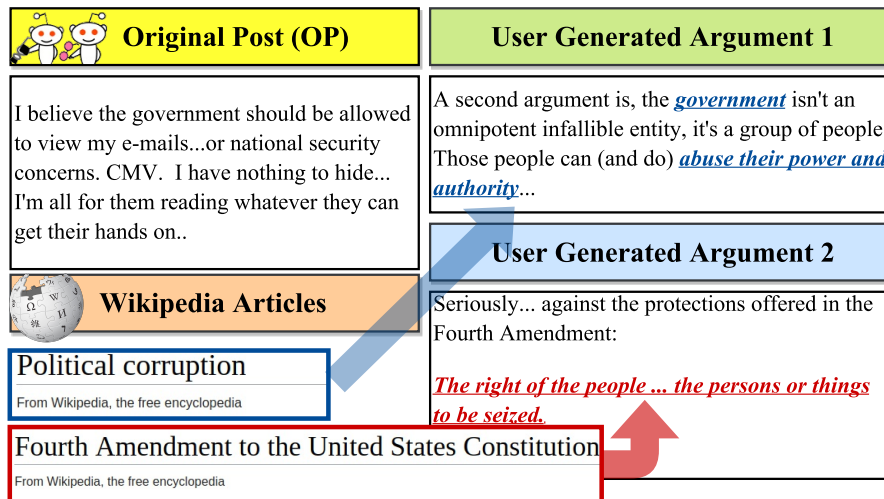 Original Post (OP)
I believe the government should be allowed
to view my e-mails...or national security
concerns. CMV.  I have nothing to hide...
I'm all for them reading whatever they can
get their hands on..
Wikipedia Articles
Political corruption
From Wikipedia, the free encyclopedia
Fourth Amendment to the United States Constitution
From Wikipedia, the free encyclopedia
User Generated Argument 1
A second argument is, the government isn't an
omnipotent infallible entity, it's a group of people
Those people can (and do) abuse their power and
authority...
User Generated Argument 2
Seriously... against the protections offered in the
Fourth Amendment:
The right of the people ... the persons or things
to be seized.